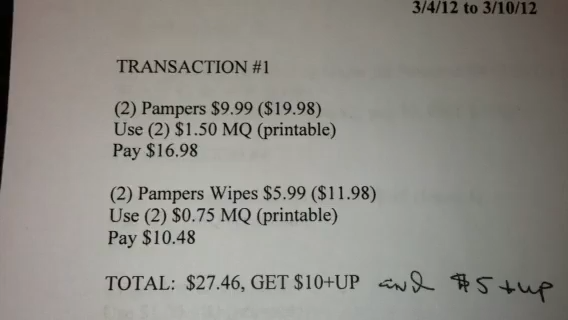 3/4/12 to 3/10/12
TRANSACTION #1
(2) Pampers $9.99 ($19.98)
Use (2) $1.50 MQ (printable)
Pay $16.98
(2) Pampers Wipes $5.99 ($11.98)
Use (2) $0.75 MQ (printable)
Pay $10.48
TOTAL: $27.46, GET $10+UP and $5+up